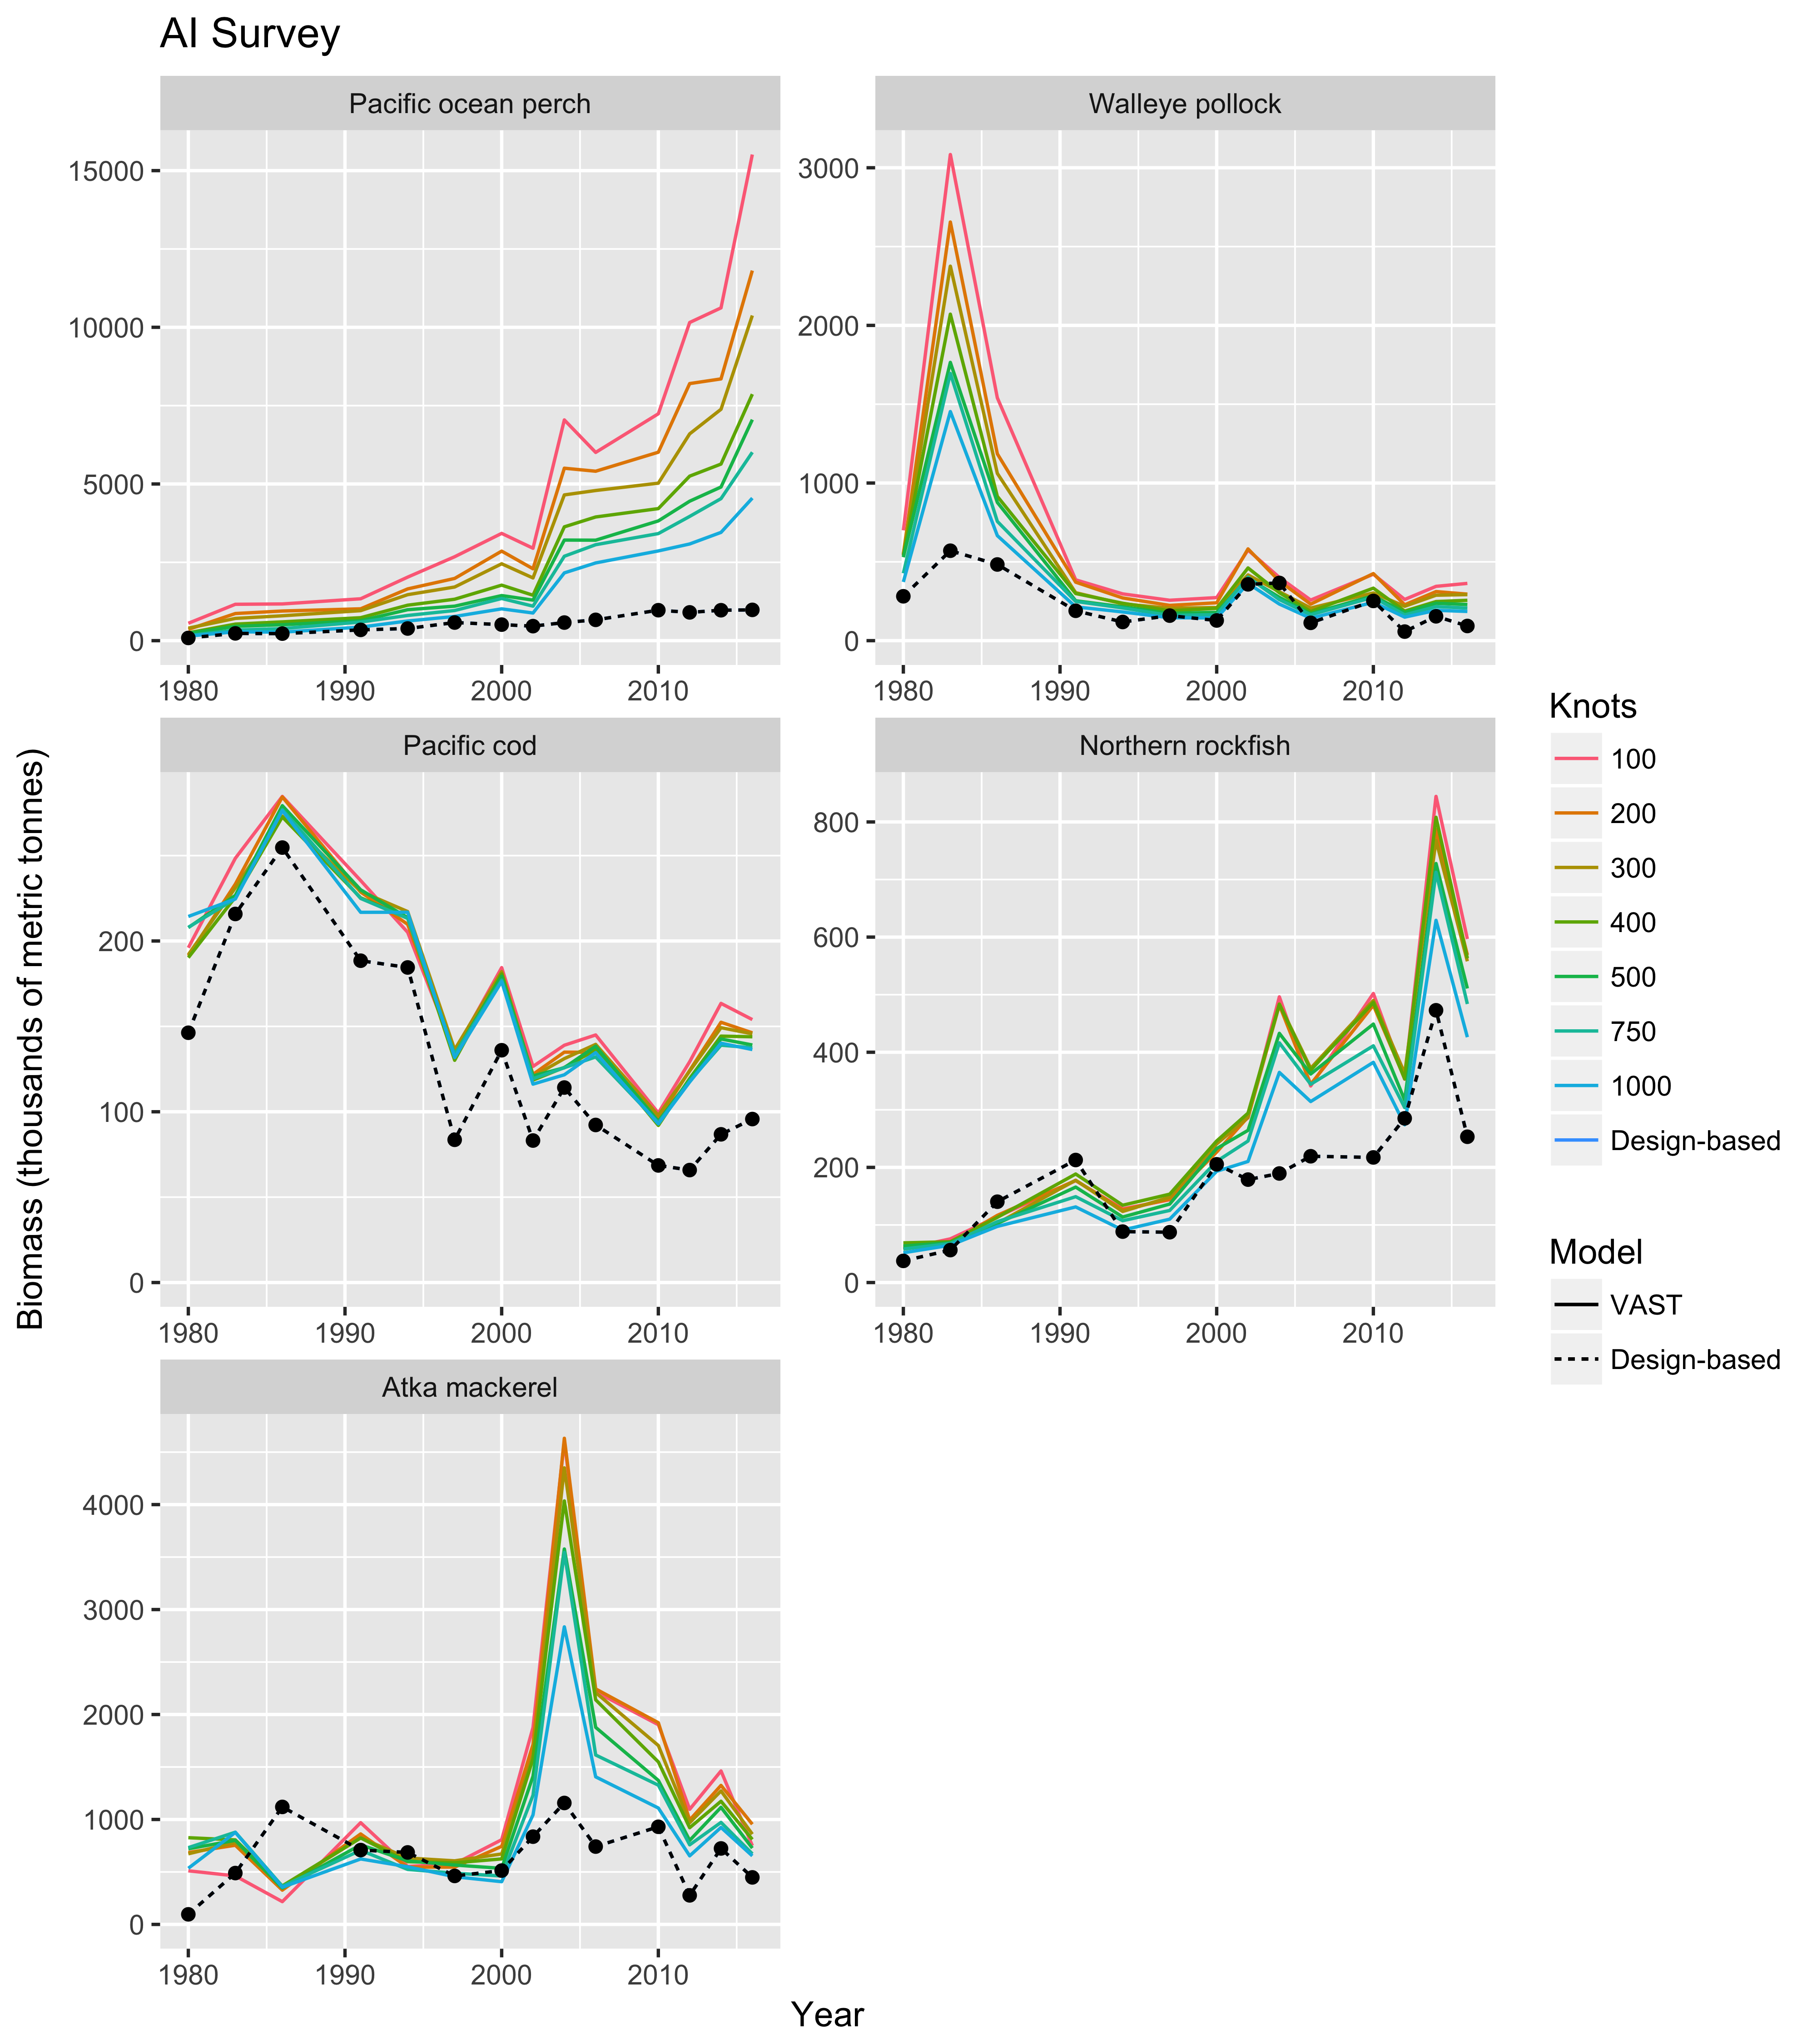 AI Survey
Pacific ocean perch
Walleye pollock
15000
10000
5000
0
3000
2000
1000
0
1980 1990 2000 2010
1980 1990 2000 2010
Pacific cod
Northern rockfish
200
100
0
800
600
400
200
0
1980 1990 2000 2010
1980 1990 2000 2010
Atka mackerel
4000
3000
2000
1000
0
1980 1990 2000 2010
Year
Biomass (thousands of metric tonnes)
Knots
100
200
300
400
500
750
1000
Design-based
Model
VAST
Design-based